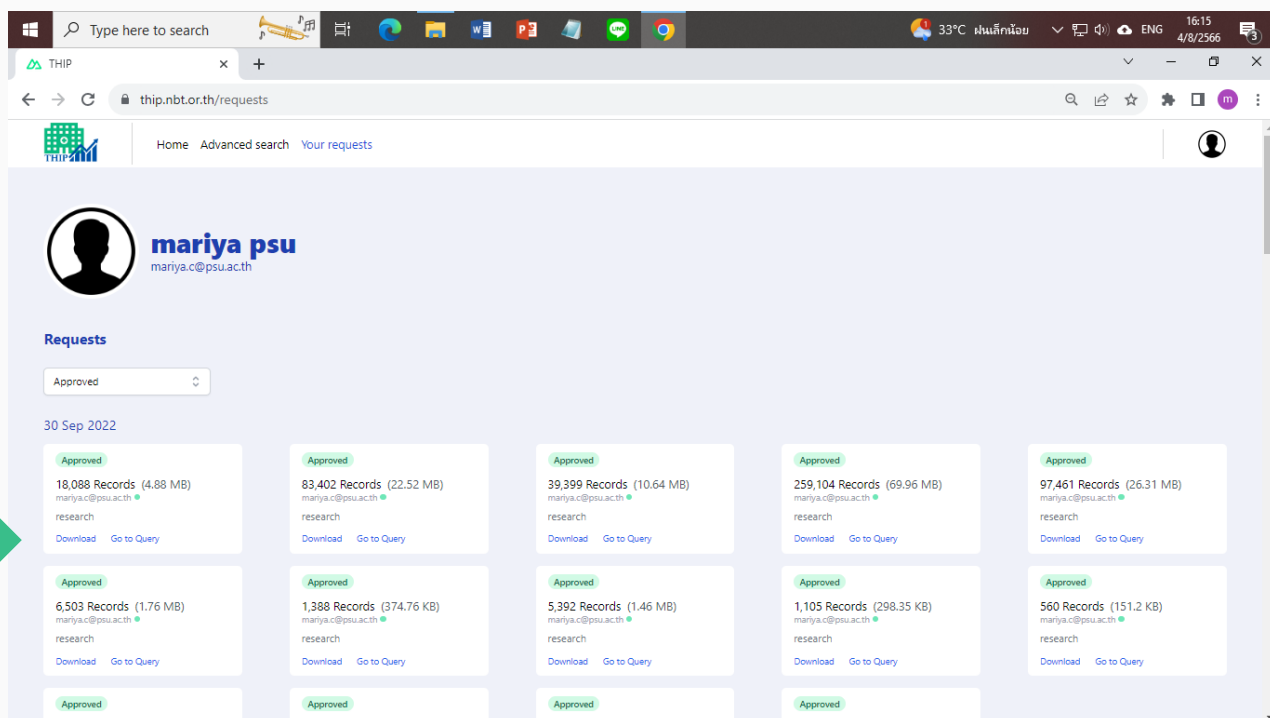 Type here to search
33°C ฝนเล็กน้อย
ENG
16:15
4/8/2566
3
THIP
thip.nbt.or.th/requests
m
THIP
Home Advanced search Your requests
mariya psu
mariya.c@psu.ac.th
Requests
Approved
30 Sep 2022
Approved
18,088 Records (4.88 MB)
mariya.c@psu.ac.th
research
Download Go to Query
Approved
83,402 Records (22.52 MB)
mariya.c@psu.ac.th
research
Download Go to Query
Approved
39,399 Records (10.64 MB)
mariya.c@psu.ac.th
research
Download Go to Query
Approved
259,104 Records (69.96 MB)
mariya.c@psu.ac.th
research
Download Go to Query
Approved
97,461 Records (26.31 MB)
mariya.c@psu.ac.th
research
Download Go to Query
Approved
6,503 Records (1.76 MB)
mariya.c@psu.ac.th
research
Download Go to Query
Approved
1,388 Records (374.76 KB)
mariya.c@psu.ac.th
research
Download Go to Query
Approved
5,392 Records (1.46 MB)
mariya.c@psu.ac.th
research
Download Go to Query
Approved
1,105 Records (298.35 KB)
mariya.c@psu.ac.th
research
Download Go to Query
Approved
560 Records (151.2 KB)
mariya.c@psu.ac.th
research
Download Go to Query
Approved
Approved
Approved
Approved